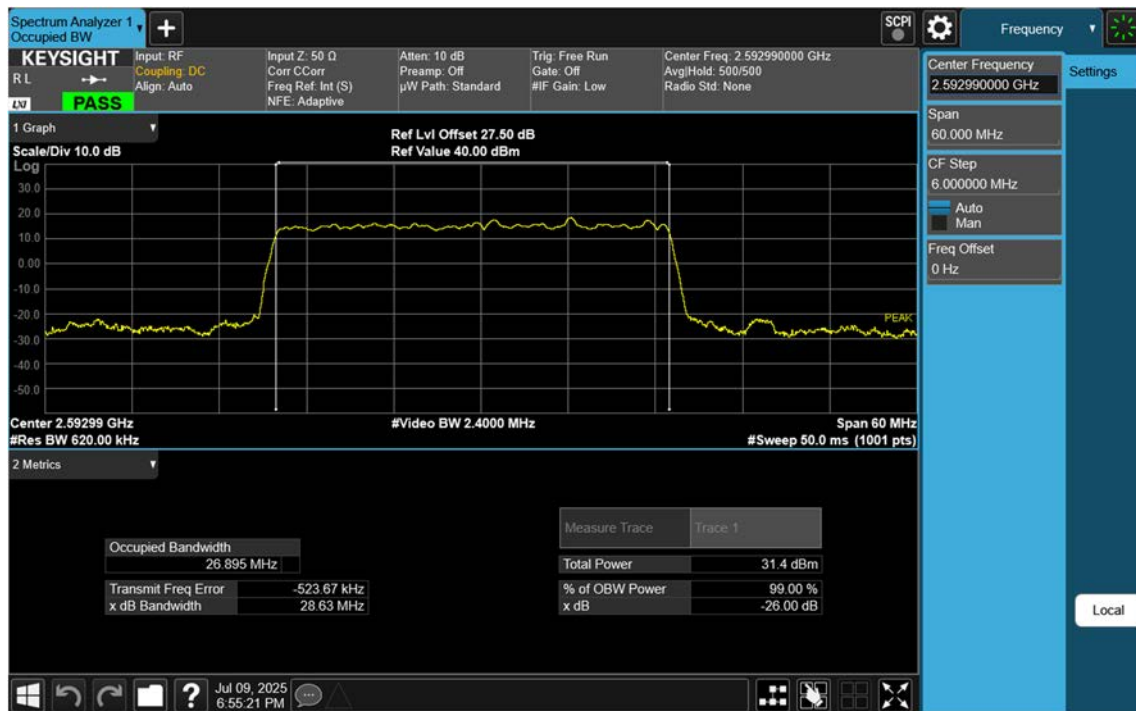 Spectrum Analyzer 1
Occupied BW
SCPI
Frequency
KEYSIGHT
R L
LXI
PASS
Input: RF
Coupling: DC
Align: Auto
Input Z: 50 Ω
Corr CCorr
Freq Ref: Int (S)
NFE: Adaptive
Atten: 10 dB
Preamp: Off
µW Path: Standard
Trig: Free Run
Gate: Off
#IF Gain: Low
Center Freq: 2.592990000 GHz
Avg|Hold: 500/500
Radio Std: None
Center Frequency
2.592990000 GHz
Settings
Span
60.000 MHz
CF Step
6.000000 MHz
Auto
Man
Freq Offset
0 Hz
Local
1 Graph
Scale/Div 10.0 dB
Ref Lvl Offset 27.50 dB
Ref Value 40.00 dBm
Log
30.0
20.0
10.0
0.00
-10.0
-20.0
-30.0
-40.0
-50.0
PEAK
Center 2.59299 GHz
#Res BW 620.00 kHz
#Video BW 2.4000 MHz
Span 60 MHz
#Sweep 50.0 ms (1001 pts)
2 Metrics
Occupied Bandwidth
26.895 MHz
Transmit Freq Error -523.67 kHz
x dB Bandwidth 28.63 MHz
Measure Trace Trace 1
Total Power 31.4 dBm
% of OBW Power 99.00 %
x dB -26.00 dB
?
Jul 09, 2025
6:55:21 PM